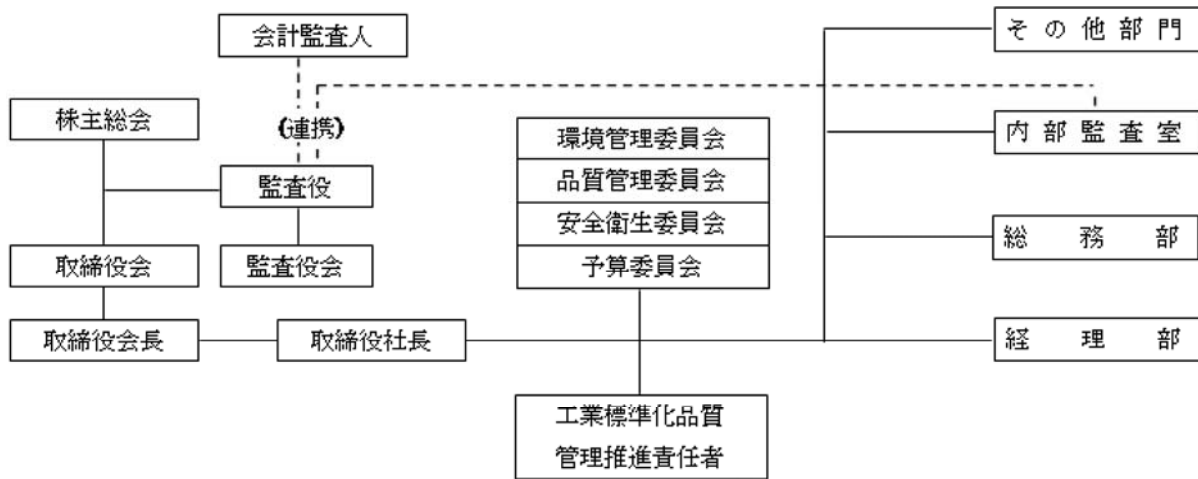 会計監査人
その他部門
株主総会
(連携)
環境管理委員会
内部監査室
監査役
品質管理委員会
安全衛生委員会
総務部
取締役会
監査役会
予算委員会
取締役会長
取締役社長
経理部
工業標準化品質
管理推進責任者